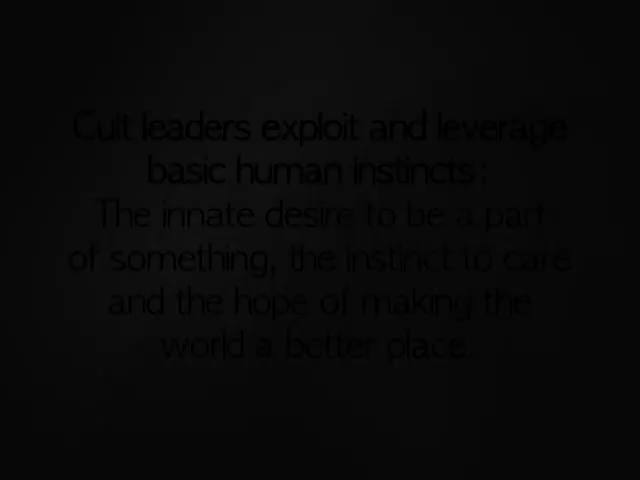 Cult leaders exploit and leverage
basic human instincts:
The innate desire to be a part
of something, the instinct to care
and the hope of making the
world a better place.